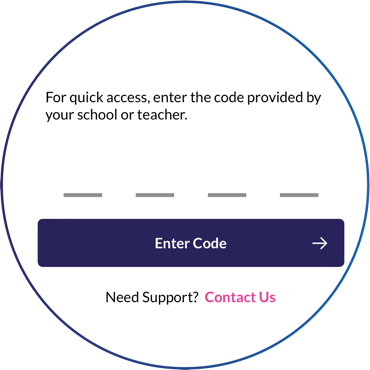 For quick access, enter the code provided by
your school or teacher.
Enter Code
Need Support? Contact Us